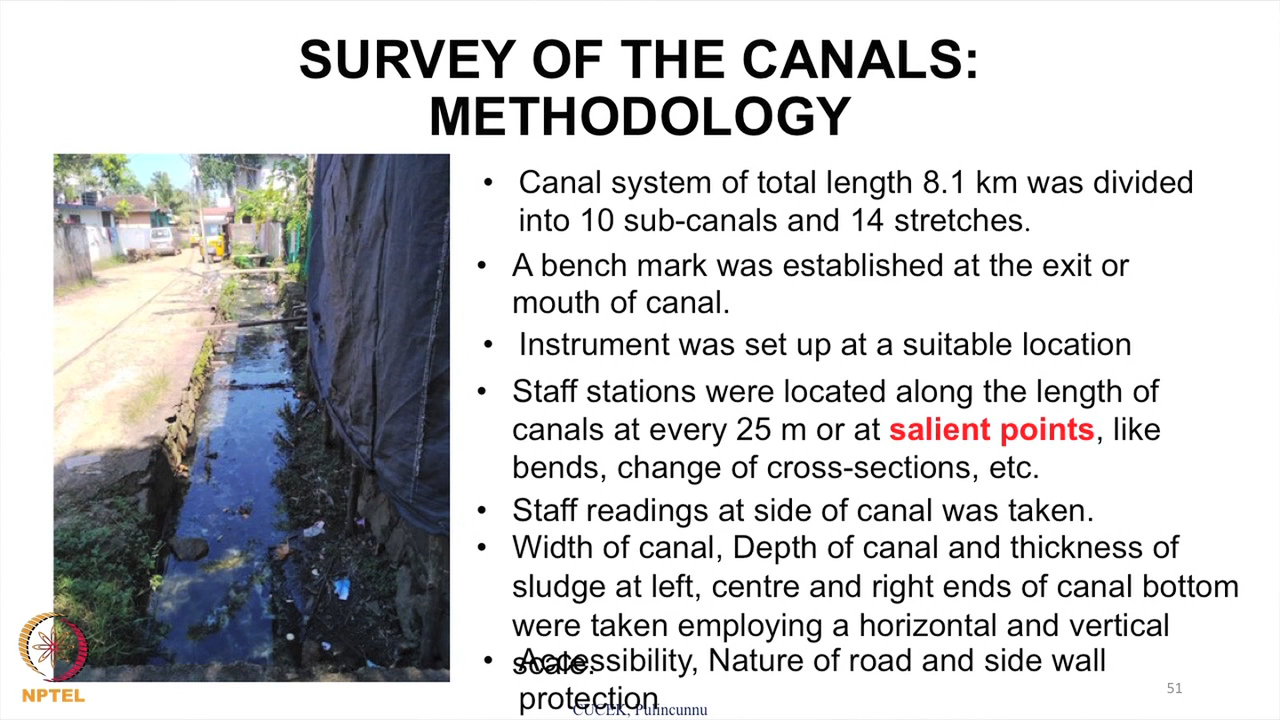 SURVEY OF THE CANALS:
METHODOLOGY
• Canal system of total length 8.1 km was divided
into 10 sub-canals and 14 stretches.
• A bench mark was established at the exit or
mouth of canal.
• Instrument was set up at a suitable location
• Staff stations were located along the length of
canals at every 25 m or at salient points, like
bends, change of cross-sections, etc.
• Staff readings at side of canal was taken.
• Width of canal, Depth of canal and thickness of
sludge at left, centre and right ends of canal bottom
were taken employing a horizontal and vertical
scale.
• Accessibility, Nature of road and side wall
protection
NPTEL
CUCEK, Pulincunnu
51